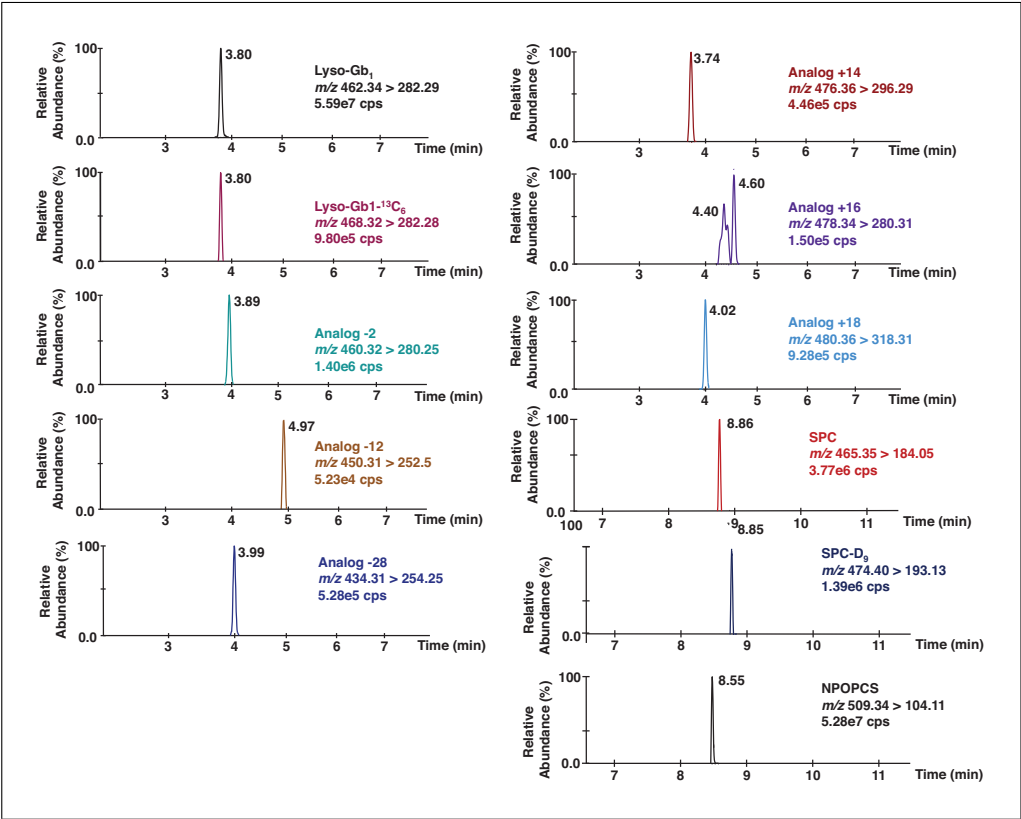 Relative
Abundance (%)
100
0.0
3.80
Lyso-Gb₁
m/z 462.34 > 282.29
5.59e7 cps
3 4 5 6 7 Time (min)
Relative
Abundance (%)
100
0.0
3.80
Lyso-Gb1-¹³C₆
m/z 468.32 > 282.28
9.80e5 cps
3 4 5 6 7 Time (min)
Relative
Abundance (%)
100
0.0
3.89
Analog -2
m/z 460.32 > 280.25
1.40e6 cps
3 4 5 6 7 Time (min)
Relative
Abundance (%)
100
0.0
4.97
Analog -12
m/z 450.31 > 252.5
5.23e4 cps
3 4 5 6 7 Time (min)
Relative
Abundance (%)
100
0.0
3.99
Analog -28
m/z 434.31 > 254.25
5.28e5 cps
3 4 5 6 7 Time (min)
Relative
Abundance (%)
100
0.0
3.74
Analog +14
m/z 476.36 > 296.29
4.46e5 cps
3 4 5 6 7 Time (min)
Relative
Abundance (%)
100
0.0
4.40
4.60
Analog +16
m/z 478.34 > 280.31
1.50e5 cps
3 4 5 6 7 Time (min)
Relative
Abundance (%)
100
0.0
4.02
Analog +18
m/z 480.36 > 318.31
9.28e5 cps
3 4 5 6 7 Time (min)
Relative
Abundance (%)
100
0.0
8.86
SPC
m/z 465.35 > 184.05
3.77e6 cps
7 8 9 10 11 Time (min)
Relative
Abundance (%)
100
0.0
8.85
SPC-D₉
m/z 474.40 > 193.13
1.39e6 cps
7 8 9 10 11 Time (min)
Relative
Abundance (%)
100
0.0
8.55
NPOPCS
m/z 509.34 > 104.11
5.28e7 cps
7 8 9 10 11 Time (min)